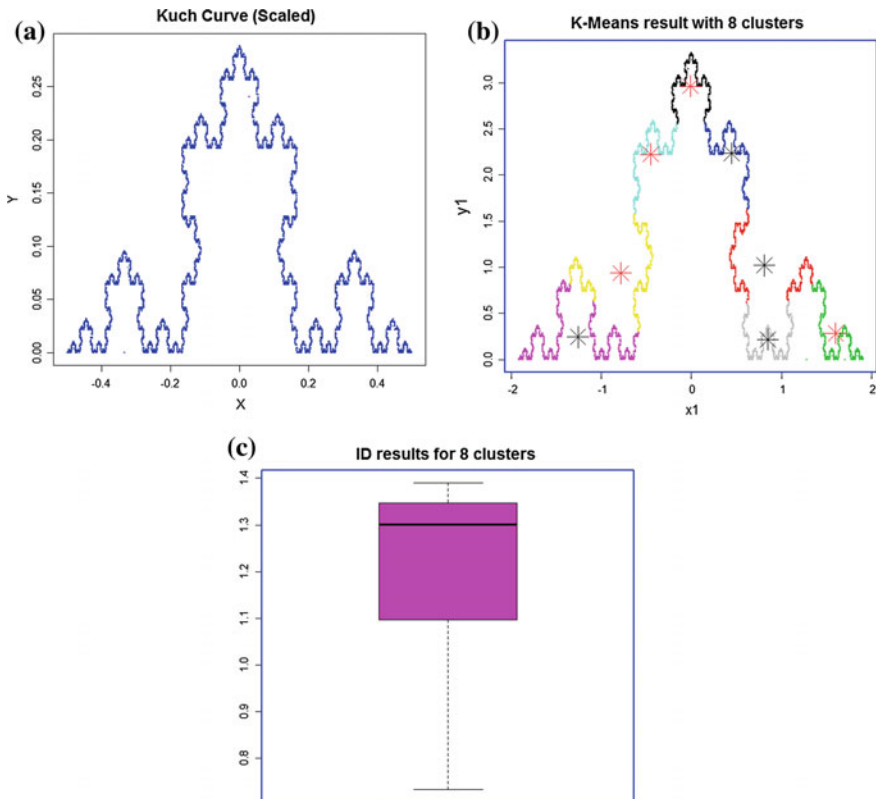 (a)
Kuch Curve (Scaled)
Y
0.25
0.20
0.15
0.10
0.05
0.00
-0.4 -0.2 0.0 0.2 0.4
X
(b)
K-Means result with 8 clusters
y1
3.0
2.5
2.0
1.5
1.0
0.5
0.0
-2 -1 0 1 2
x1
(c)
ID results for 8 clusters
1.4
1.3
1.2
1.1
1.0
0.9
0.8